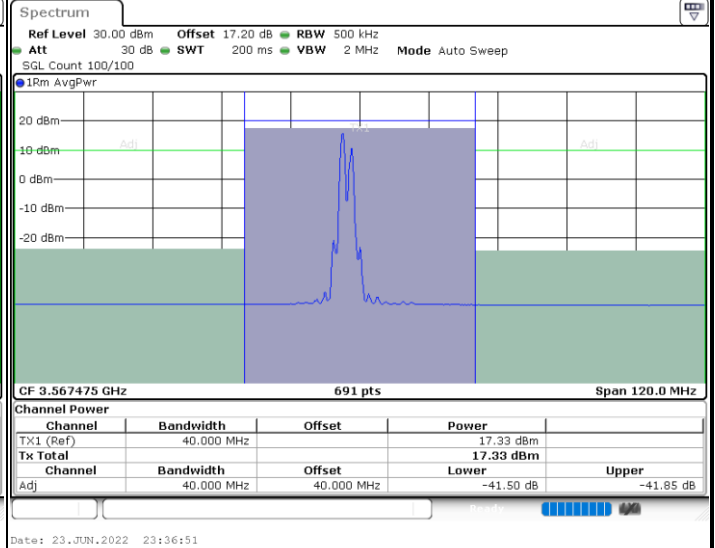 Spectrum
Ref Level 30.00 dBm Offset 17.20 dB RBW 500 kHz
Att 30 dB SWT 200 ms VBW 2 MHz Mode Auto Sweep
SGL Count 100/100
1Rm AvgPwr
20 dBm
TX1
10 dBm Adj Adj
0 dBm
-10 dBm
-20 dBm
CF 3.567475 GHz 691 pts Span 120.0 MHz
Channel Power
Channel Bandwidth Offset Power
TX1 (Ref) 40.000 MHz 17.33 dBm
Tx Total 17.33 dBm
Channel Bandwidth Offset Lower Upper
Adj 40.000 MHz 40.000 MHz -41.50 dB -41.85 dB
Ready
Date: 23.JUN.2022 23:36:51